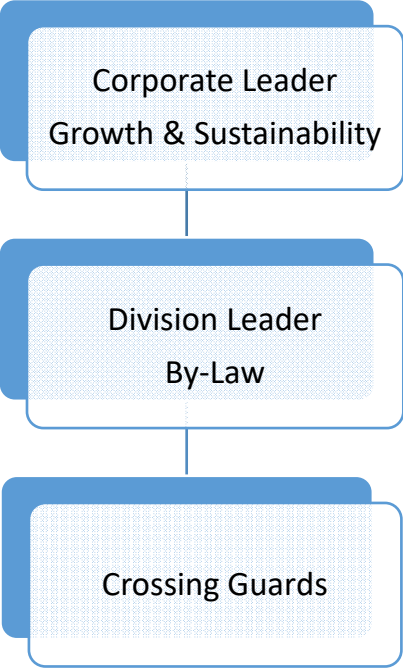 Corporate Leader
Growth & Sustainability
Division Leader
By-Law
Crossing Guards